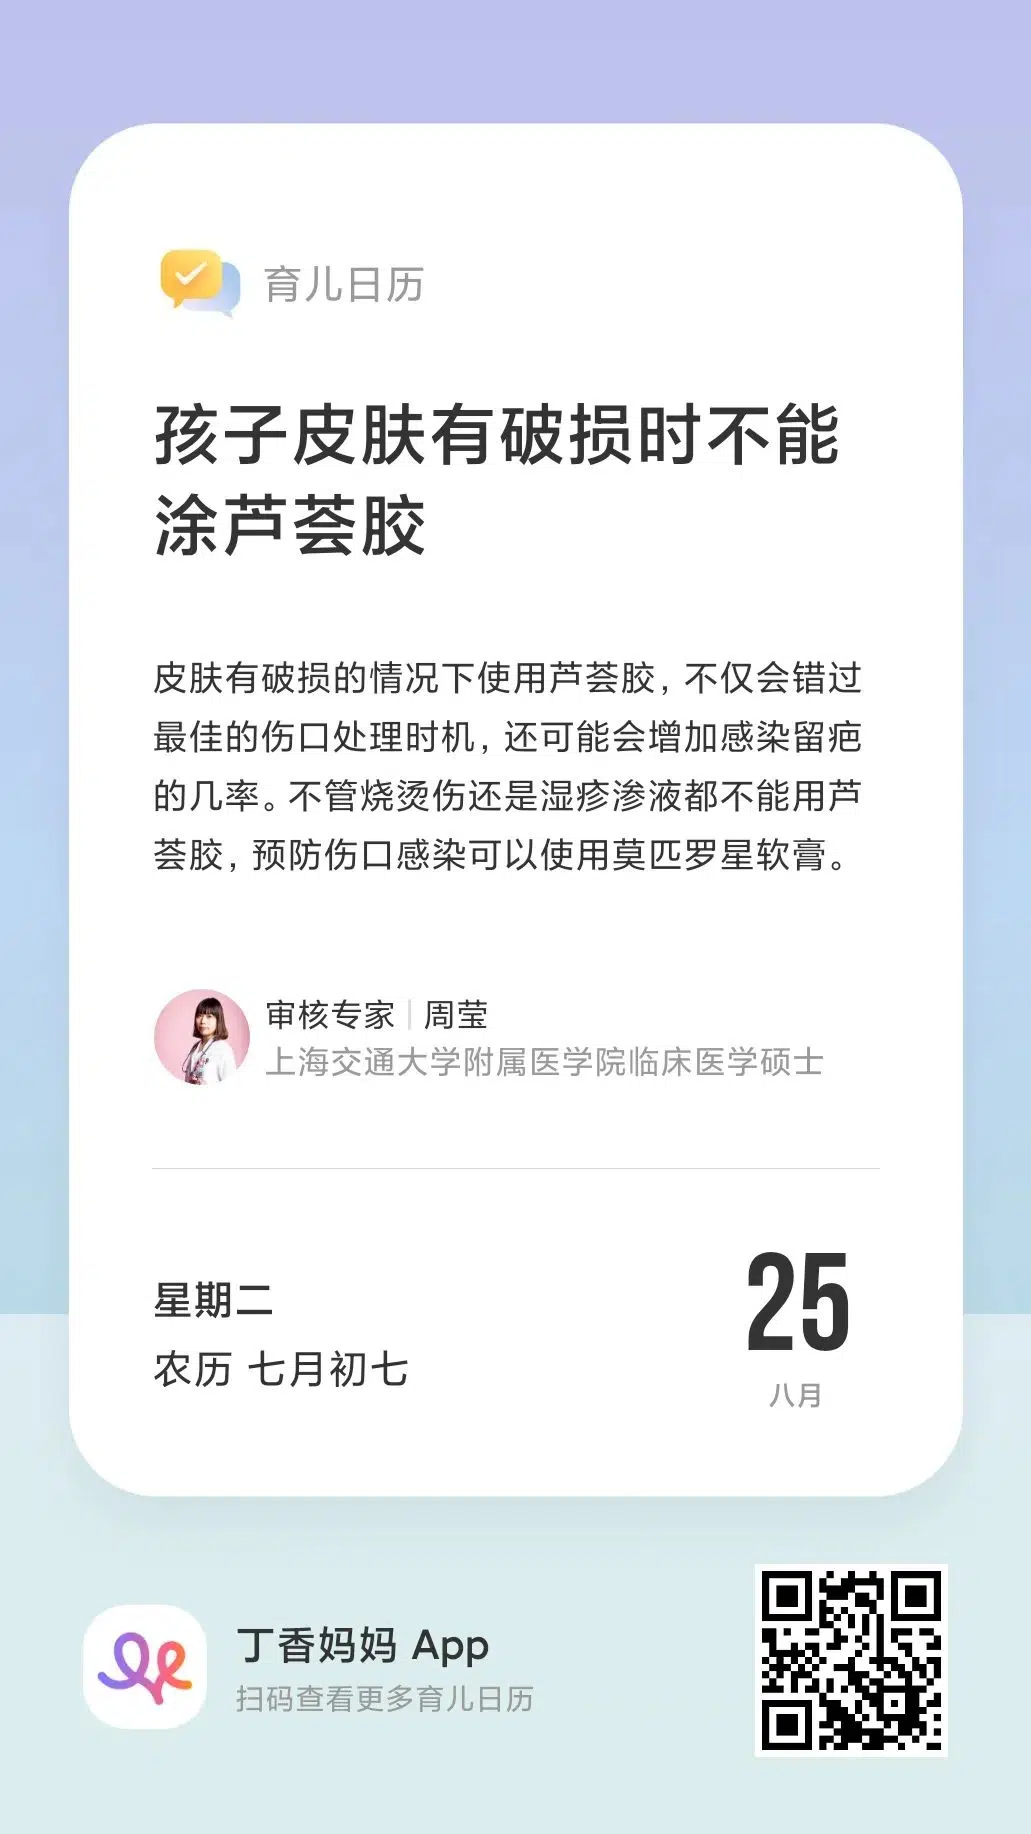 育儿日历
孩子皮肤有破损时不能
涂芦荟胶
皮肤有破损的情况下使用芦荟胶，不仅会错过
最佳的伤口处理时机，还可能会增加感染留疤
的几率。不管烧烫伤还是湿疹渗液都不能用芦
荟胶，预防伤口感染可以使用莫匹罗星软膏。
审核专家｜周莹
上海交通大学附属医学院临床医学硕士
星期二
农历 七月初七
25
八月
丁香妈妈 App
扫码查看更多育儿日历